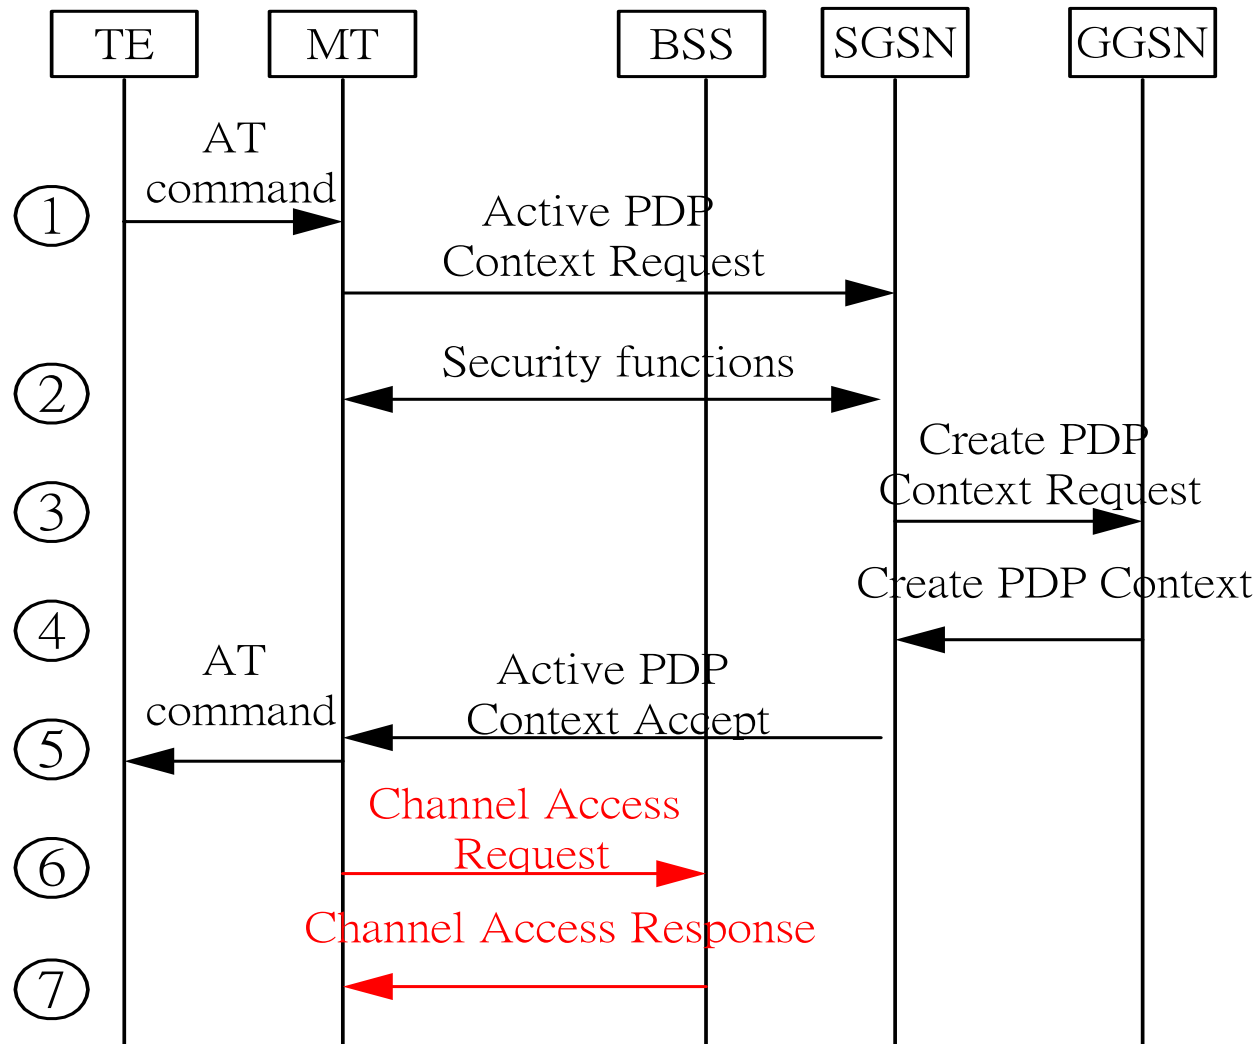 TE
MT
BSS
SGSN
GGSN
AT
command
1
Active PDP
Context Request
Security functions
2
Create PDP
Context Request
3
Create PDP Context
4
AT
command
Active PDP
Context Accept
5
Channel Access
Request
6
Channel Access Response
7